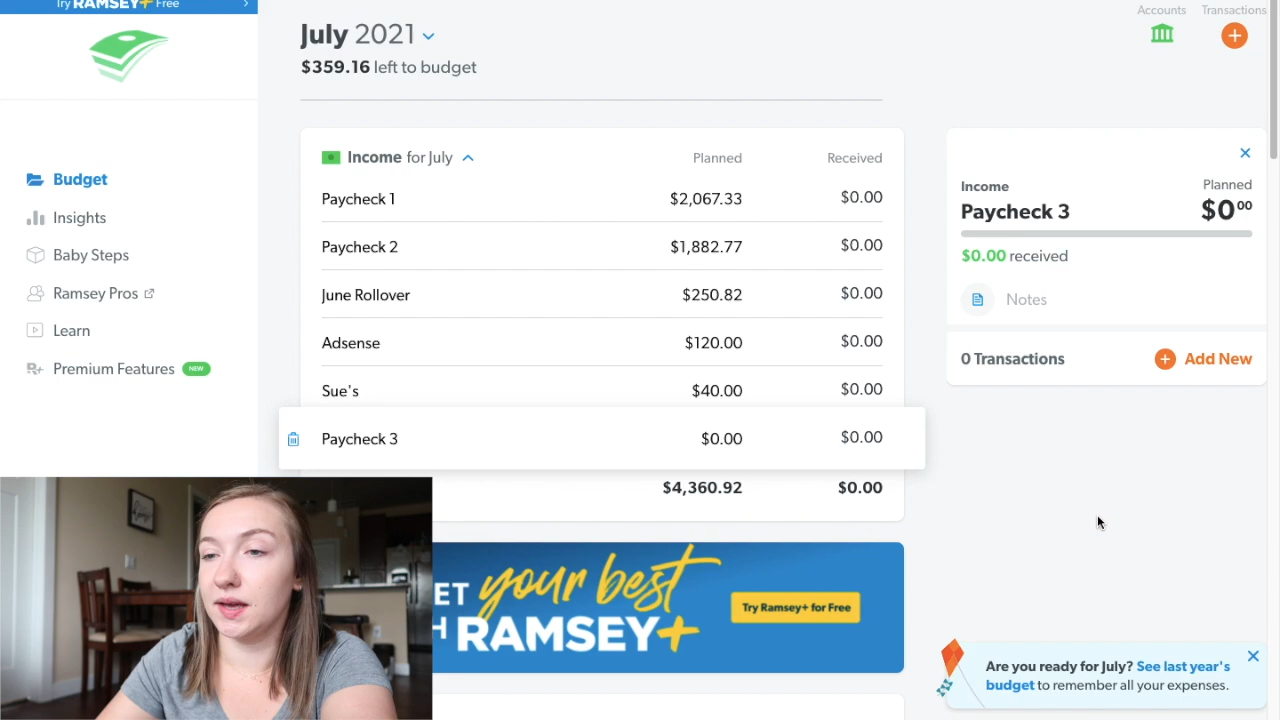 Try RAMSEY+ Free
July 2021
$359.16 left to budget
Accounts
Transactions
Budget
Insights
Baby Steps
Ramsey Pros
Learn
Premium Features NEW
Income for July Planned Received
Paycheck 1 $2,067.33 $0.00
Paycheck 2 $1,882.77 $0.00
June Rollover $250.82 $0.00
Adsense $120.00 $0.00
Sue's $40.00 $0.00
Paycheck 3 $0.00 $0.00
$4,360.92 $0.00
Income Planned
Paycheck 3 $0 00
$0.00 received
Notes
0 Transactions Add New
ET your best
H RAMSEY+
Try Ramsey+ for Free
Are you ready for July? See last year's
budget to remember all your expenses.